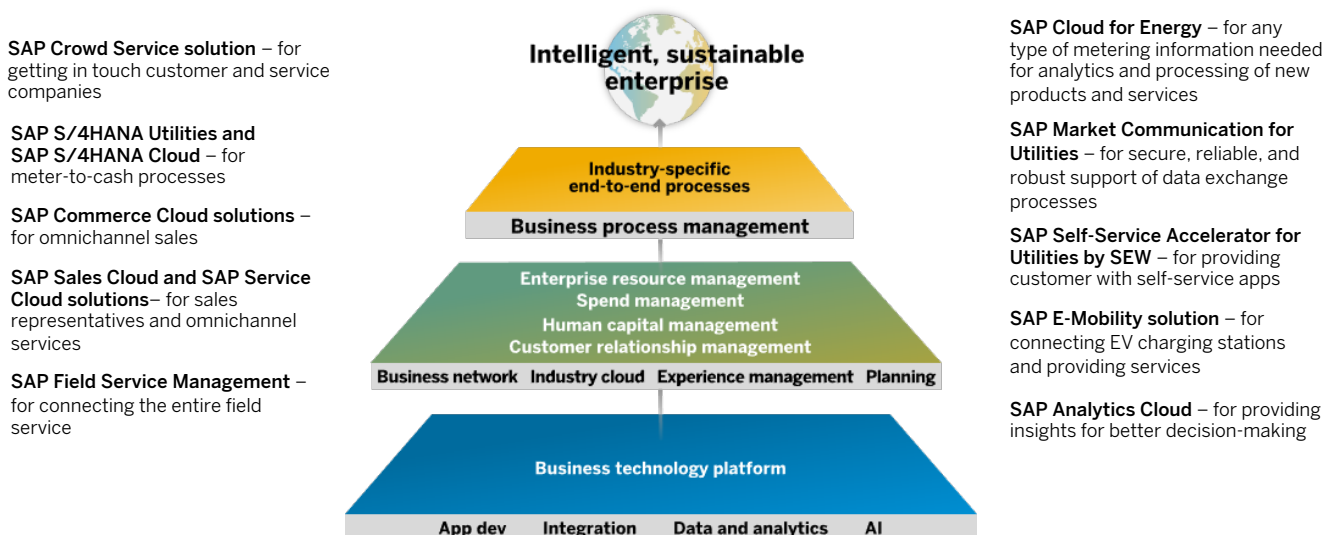 SAP Crowd Service solution – for
getting in touch customer and service
companies
SAP S/4HANA Utilities and
SAP S/4HANA Cloud – for
meter-to-cash processes
SAP Commerce Cloud solutions –
for omnichannel sales
SAP Sales Cloud and SAP Service
Cloud solutions– for sales
representatives and omnichannel
services
SAP Field Service Management –
for connecting the entire field
service
Intelligent, sustainable
enterprise
Industry-specific
end-to-end processes
Business process management
Enterprise resource management
Spend management
Human capital management
Customer relationship management
Business network Industry cloud Experience management Planning
Business technology platform
App dev Integration Data and analytics AI
SAP Cloud for Energy – for any
type of metering information needed
for analytics and processing of new
products and services
SAP Market Communication for
Utilities – for secure, reliable, and
robust support of data exchange
processes
SAP Self-Service Accelerator for
Utilities by SEW – for providing
customer with self-service apps
SAP E-Mobility solution – for
connecting EV charging stations
and providing services
SAP Analytics Cloud – for providing
insights for better decision-making